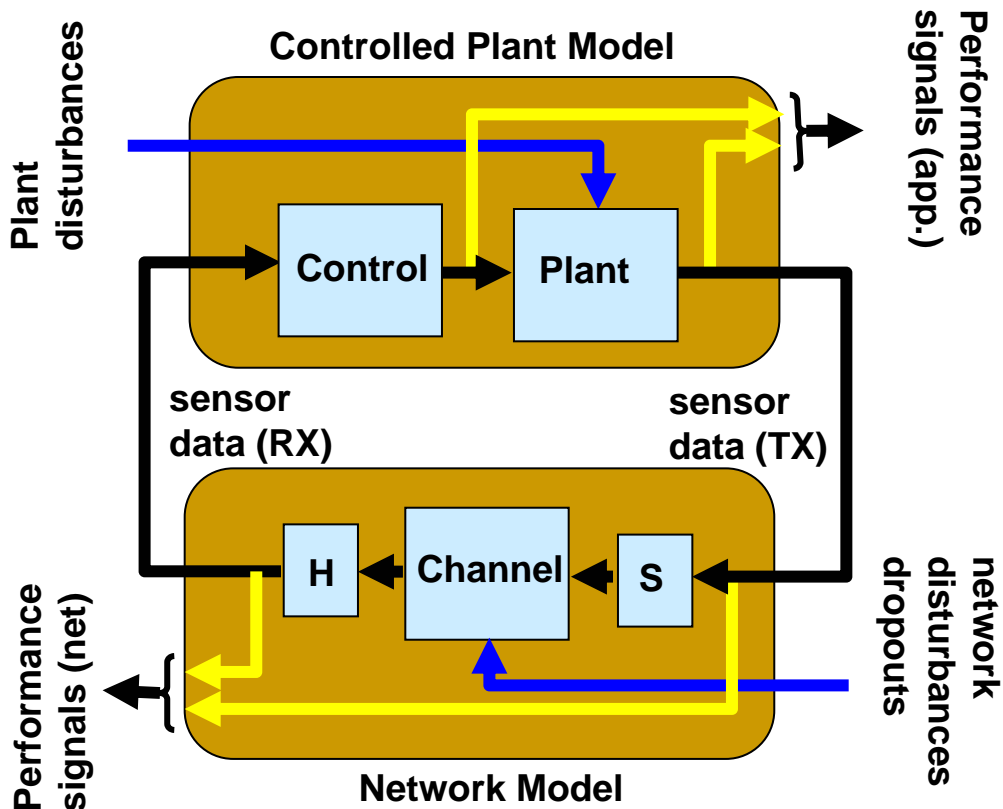 Controlled Plant Model
Plant
disturbances
Performance
signals (app.)
Control
Plant
sensor
data (RX)
sensor
data (TX)
H
Channel
S
Performance
signals (net)
network
disturbances
dropouts
Network Model